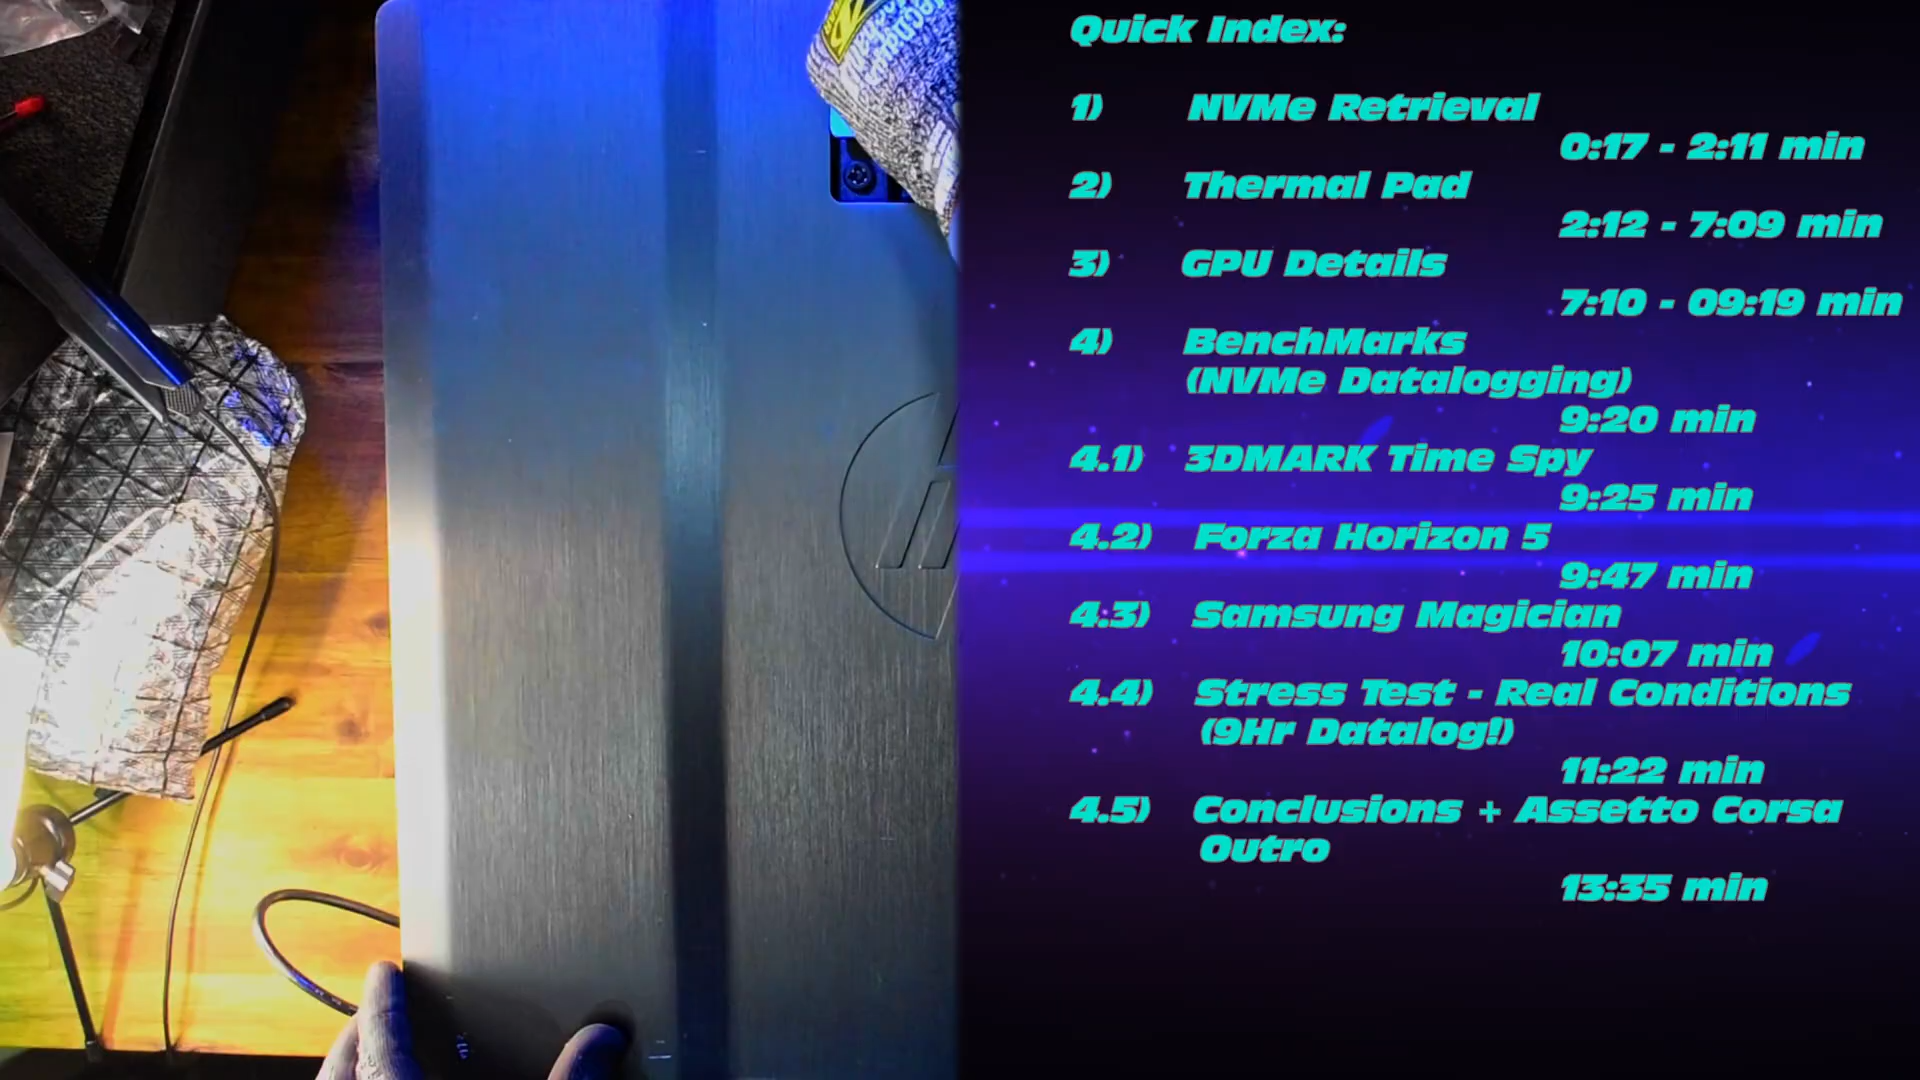 Quick Index:
1) NVMe Retrieval
0:17 - 2:11 min
2) Thermal Pad
2:12 - 7:09 min
3) GPU Details
7:10 - 09:19 min
4) BenchMarks
(NVMe Datalogging)
9:20 min
4.1) 3DMARK Time Spy
9:25 min
4.2) Forza Horizon 5
9:47 min
4.3) Samsung Magician
10:07 min
4.4) Stress Test - Real Conditions
(9Hr Datalog!)
11:22 min
4.5) Conclusions + Assetto Corsa
Outro
13:35 min